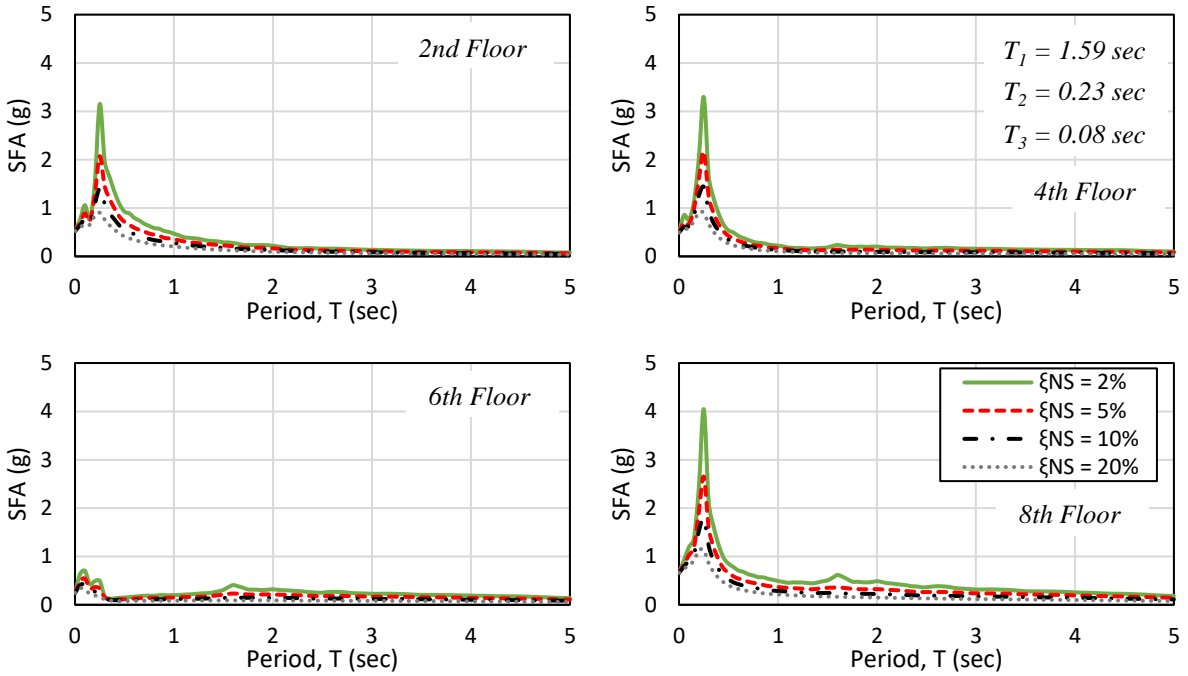 5
4
3
2
1
0
SFA (g)
2nd Floor
0 1 2 3 4 5
Period, T (sec)
5
4
3
2
1
0
SFA (g)
T1 = 1.59 sec
T2 = 0.23 sec
T3 = 0.08 sec
4th Floor
0 1 2 3 4 5
Period, T (sec)
5
4
3
2
1
0
SFA (g)
6th Floor
0 1 2 3 4 5
Period, T (sec)
5
4
3
2
1
0
SFA (g)
ξNS = 2%
ξNS = 5%
ξNS = 10%
ξNS = 20%
8th Floor
0 1 2 3 4 5
Period, T (sec)